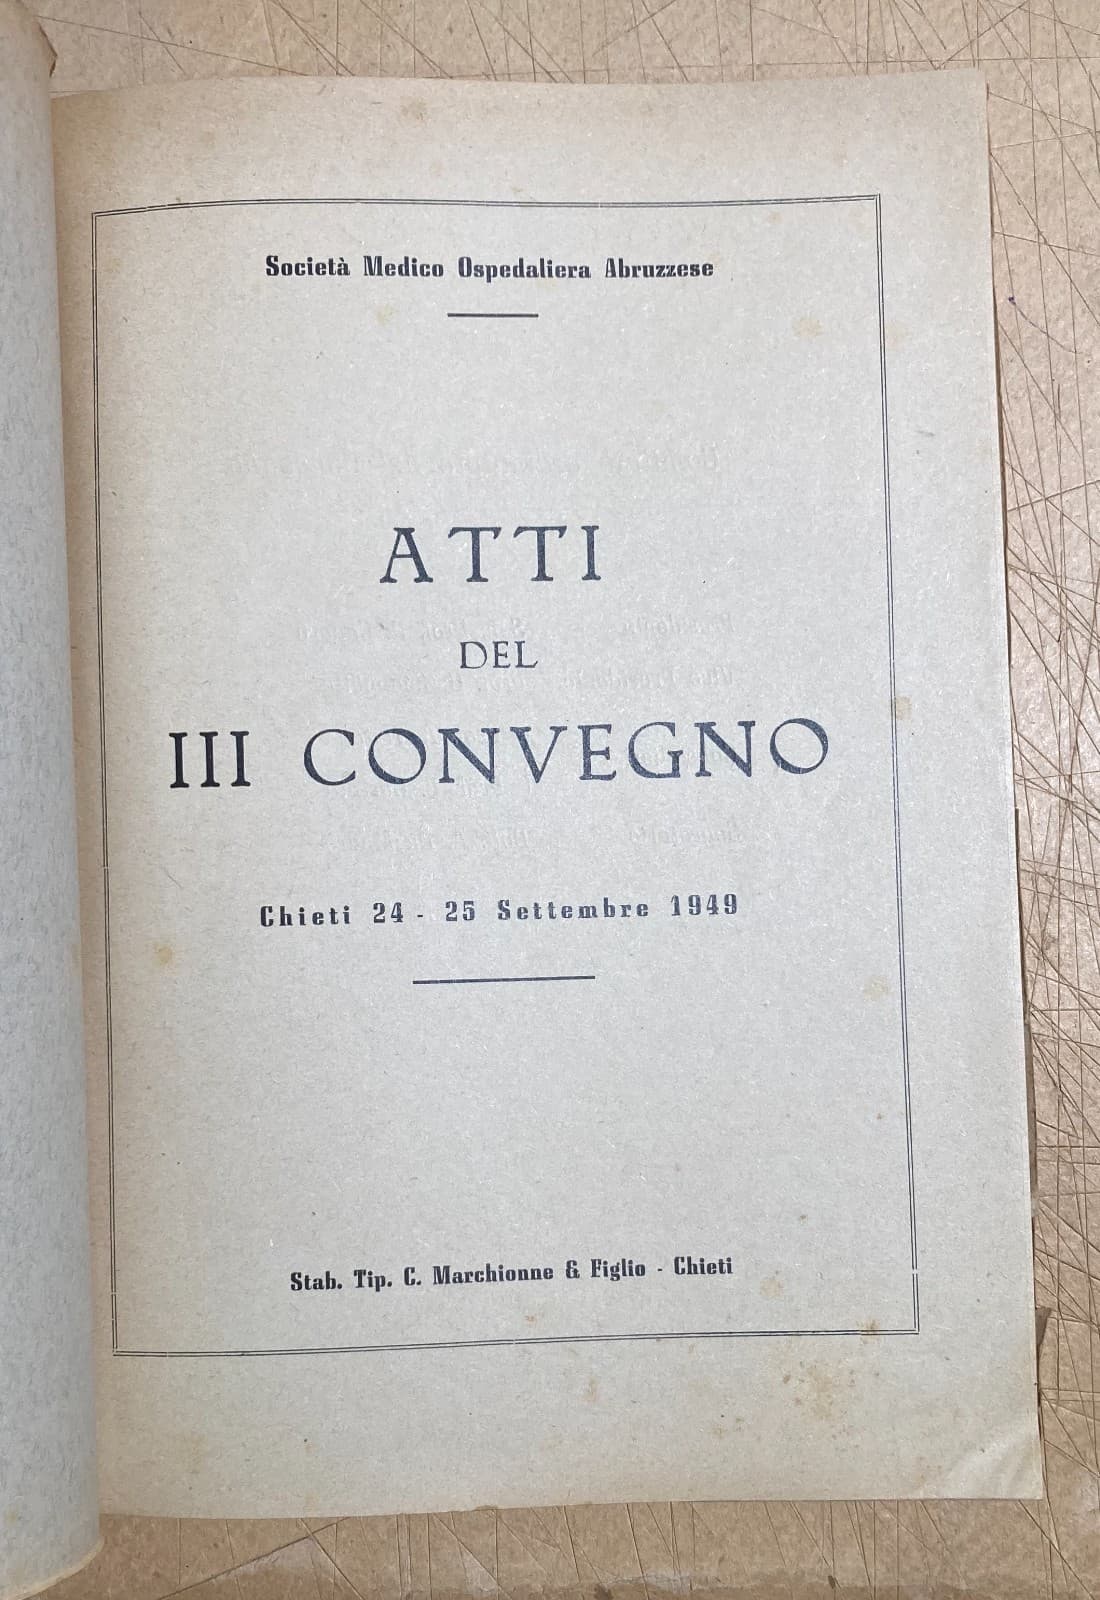 Società Medico Ospedaliera Abruzzese
ATTI
DEL
III CONVEGNO
Chieti 24 - 25 Settembre 1949
Stab. Tip. C. Marchionne & Figlio - Chieti